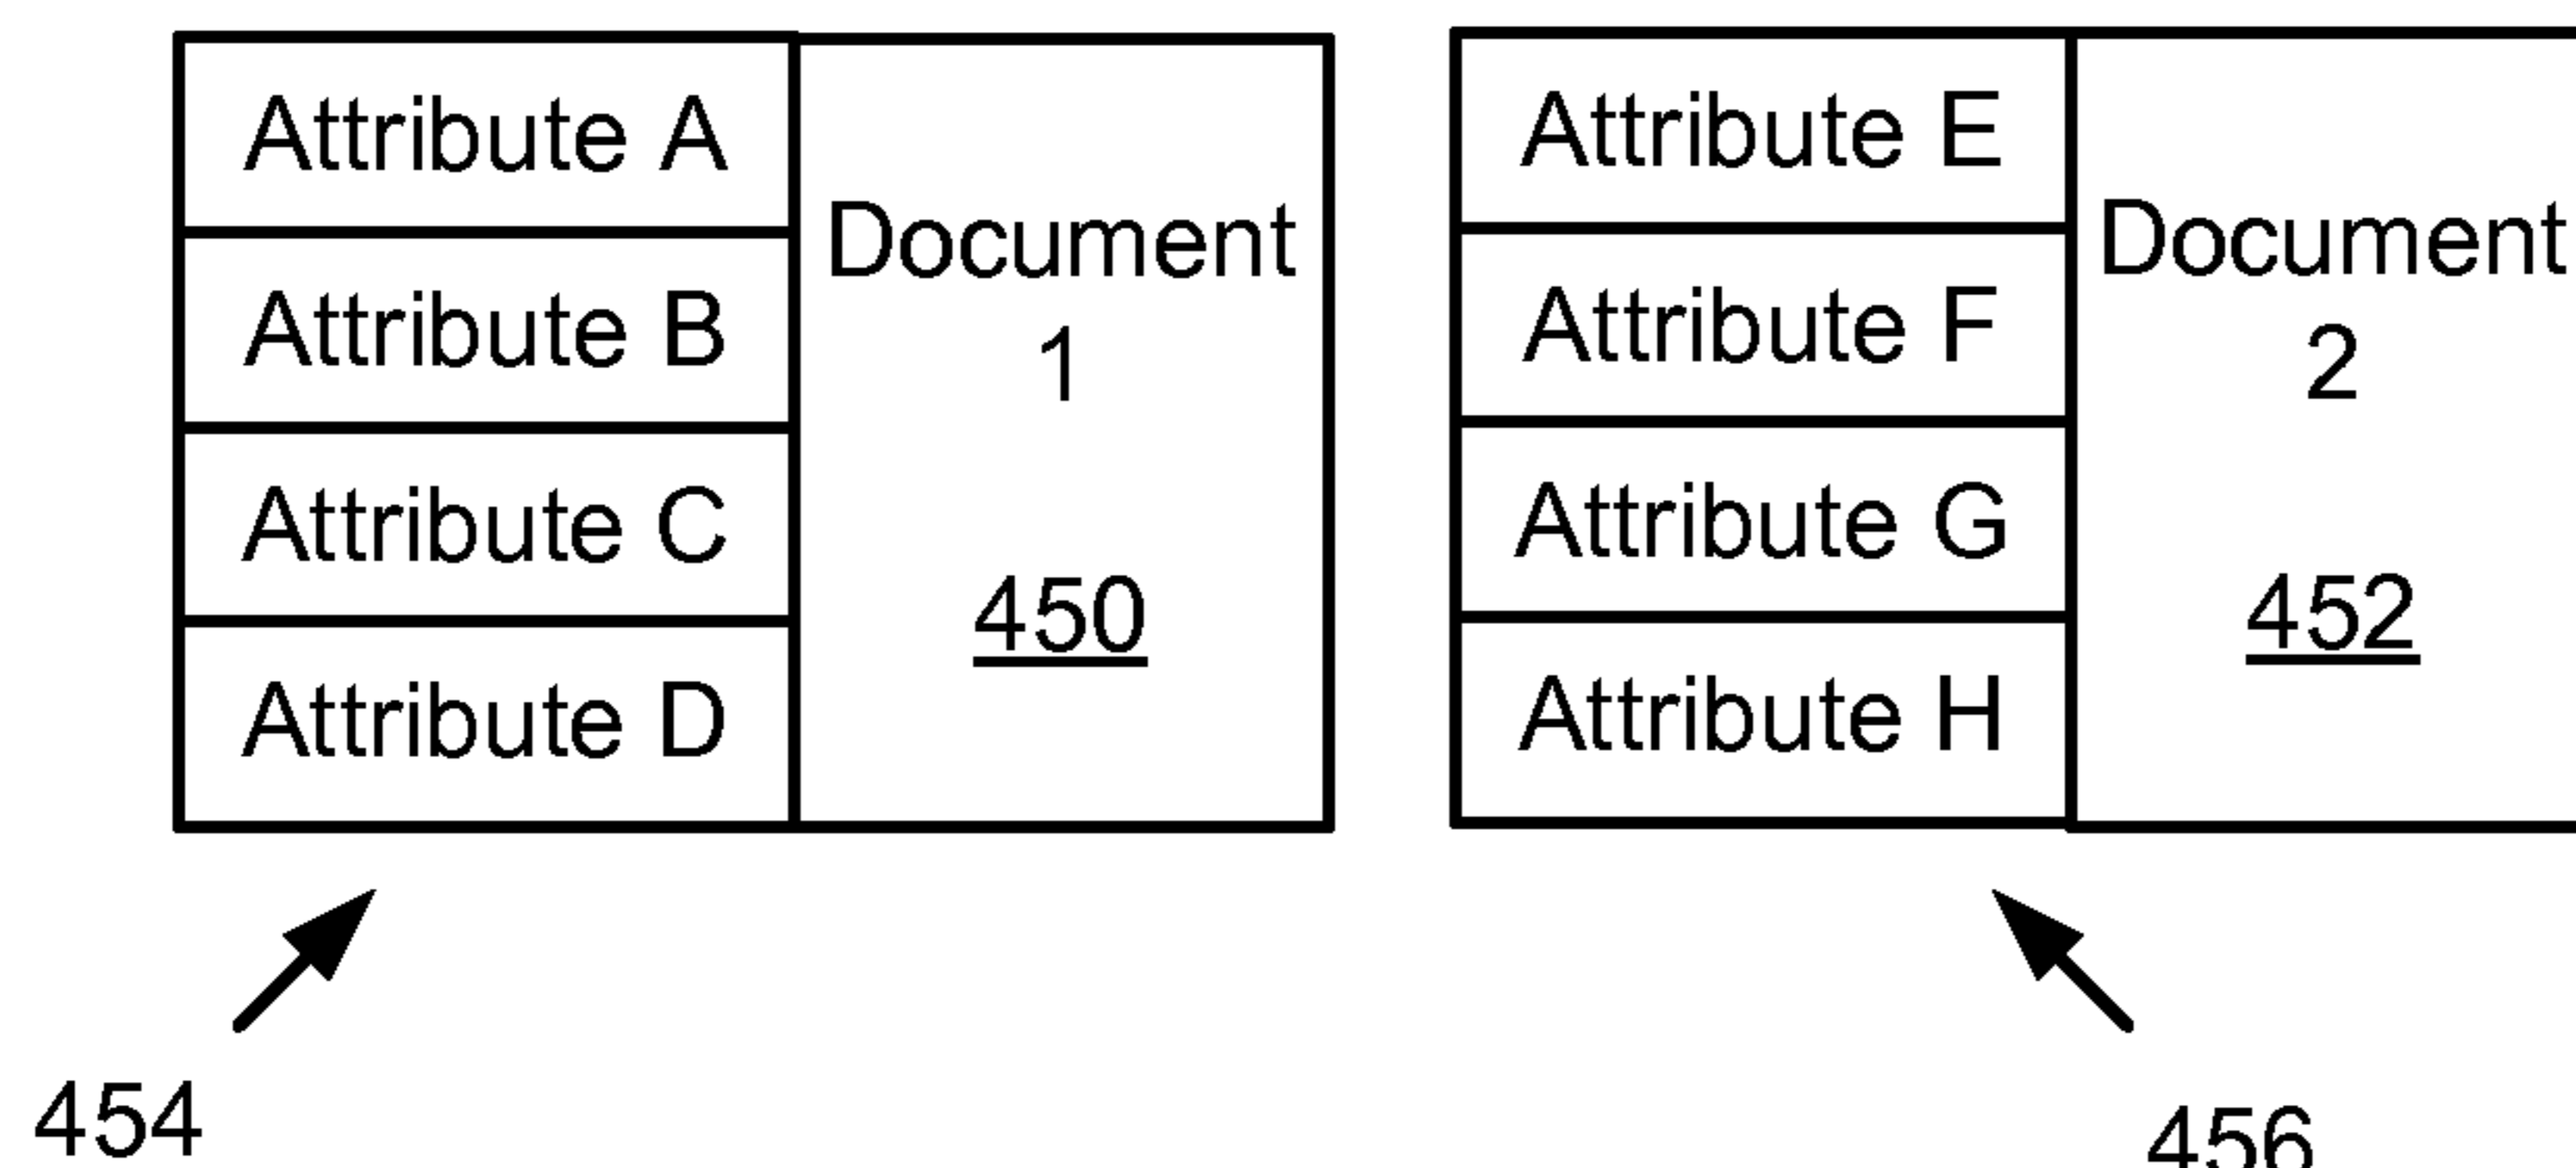 Attribute A
Attribute B
Attribute C
Attribute D
Document
1
450
454
Attribute E
Attribute F
Attribute G
Attribute H
Document
2
452
456